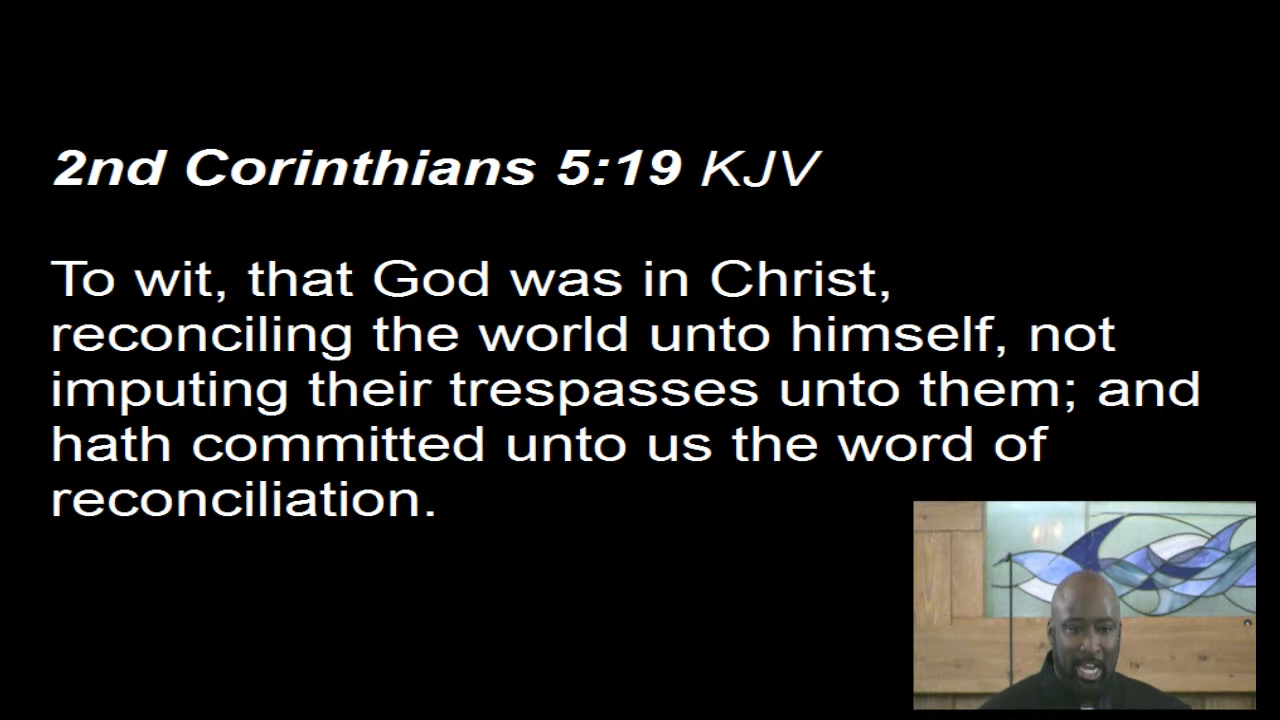 2nd Corinthians 5:19 KJV
To wit, that God was in Christ,
reconciling the world unto himself, not
imputing their trespasses unto them; and
hath committed unto us the word of
reconciliation.